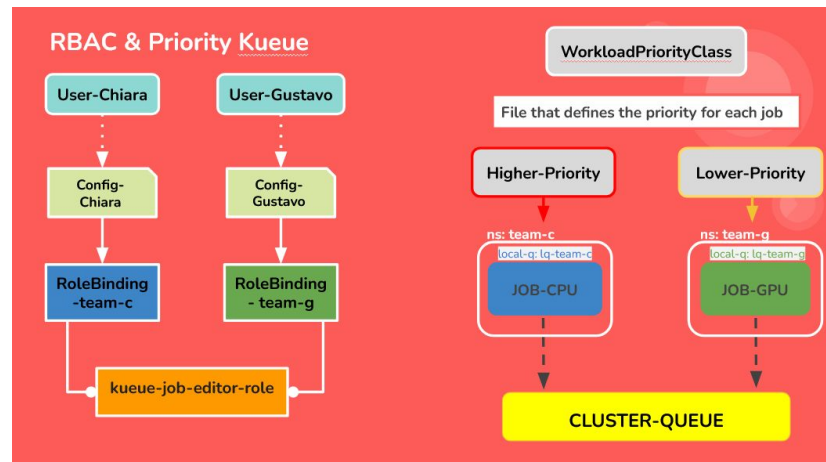 RBAC & Priority Kueue
User-Chiara
User-Gustavo
Config-
Chiara
Config-
Gustavo
RoleBinding
-team-c
RoleBinding
- team-g
kueue-job-editor-role
WorkloadPriorityClass
File that defines the priority for each job
Higher-Priority
Lower-Priority
ns: team-c
local-q: lq-team-c
JOB-CPU
ns: team-g
local-q: lq-team-g
JOB-GPU
CLUSTER-QUEUE